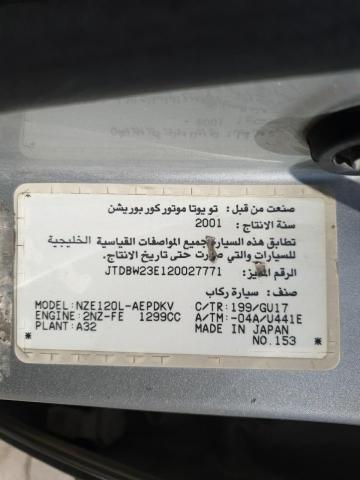 صنعت من قبل: تويوتا موتور كوربوريشن
سنة الانتاج: 2001
تطابق هذه السيارة جميع المواصفات القياسية الخليجية
للسيارات والتي صدرت حتى تاريخ الانتاج.
الرقم المميز: JTDBW23E120027771
صنف: سيارة ركاب
MODEL:NZE120L-AEPDKV C/TR:199/GU17
ENGINE:2NZ-FE 1299CC A/TM:-04A/U441E
PLANT:A32 MADE IN JAPAN
NO.153